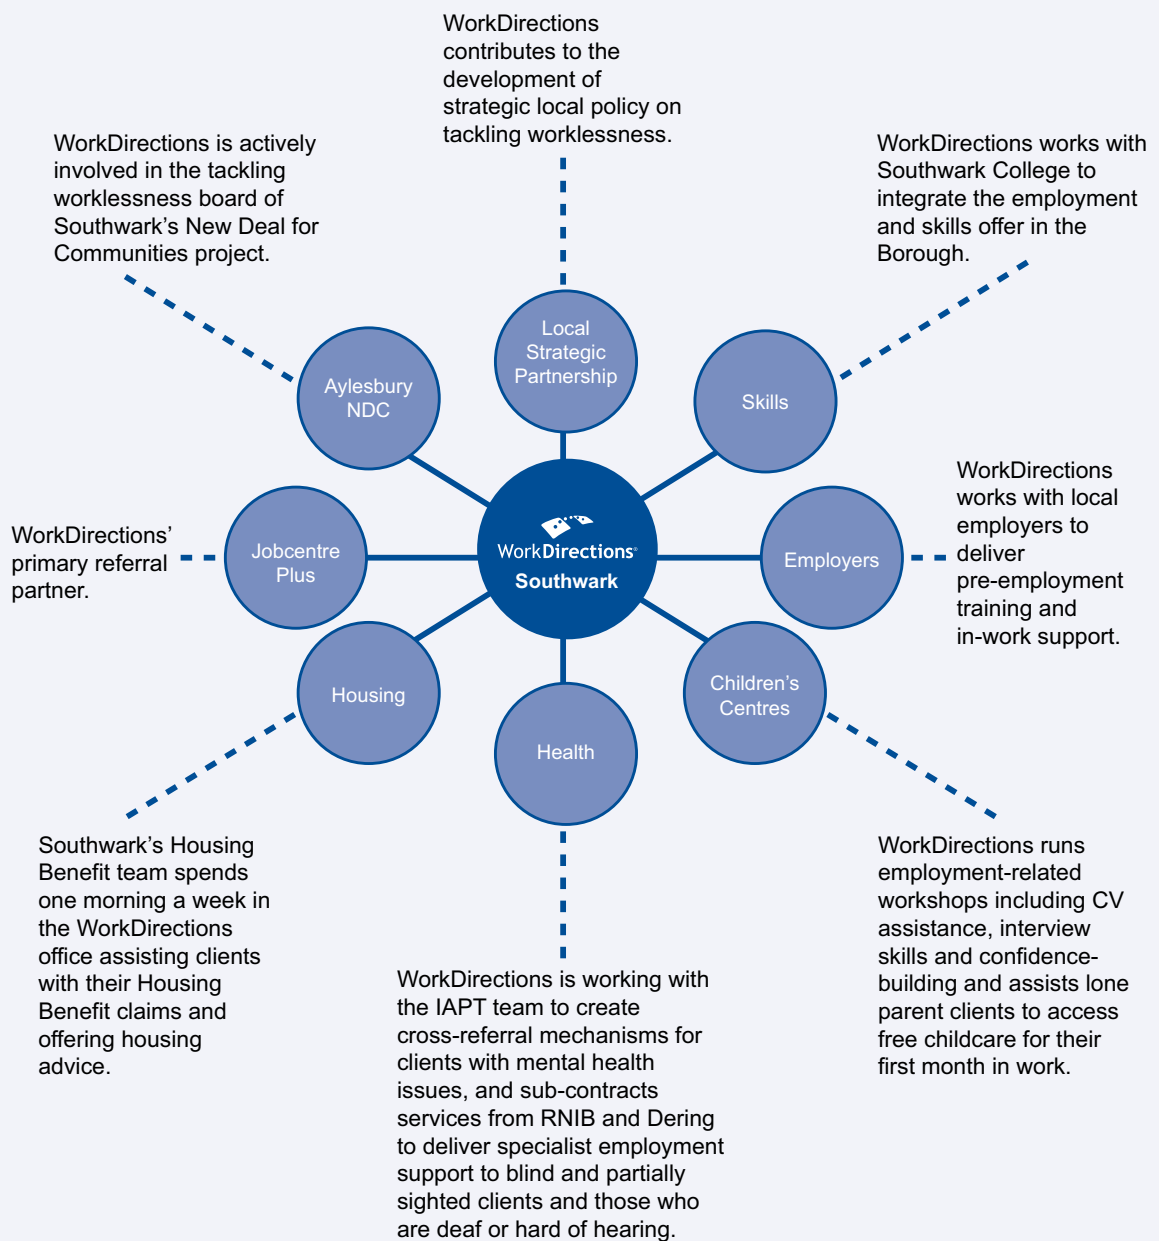 WorkDirections
contributes to the
development of
strategic local policy on
tackling worklessness.
WorkDirections is actively
involved in the tackling
worklessness board of
Southwark’s New Deal for
Communities project.
WorkDirections works with
Southwark College to
integrate the employment
and skills offer in the
Borough.
Local
Strategic
Partnership
Aylesbury
NDC
Skills
WorkDirections
works with local
employers to
deliver
pre-employment
training and
in-work support.
WorkDirections’
primary referral
partner.
Jobcentre
Plus
WorkDirections®
Southwark
Employers
Housing
Health
Children’s
Centres
Southwark’s Housing
Benefit team spends
one morning a week in
the WorkDirections
office assisting clients
with their Housing
Benefit claims and
offering housing
advice.
WorkDirections is working with
the IAPT team to create
cross-referral mechanisms for
clients with mental health
issues, and sub-contracts
services from RNIB and Dering
to deliver specialist employment
support to blind and partially
sighted clients and those who
are deaf or hard of hearing.
WorkDirections runs
employment-related
workshops including CV
assistance, interview
skills and confidence-
building and assists lone
parent clients to access
free childcare for their
first month in work.